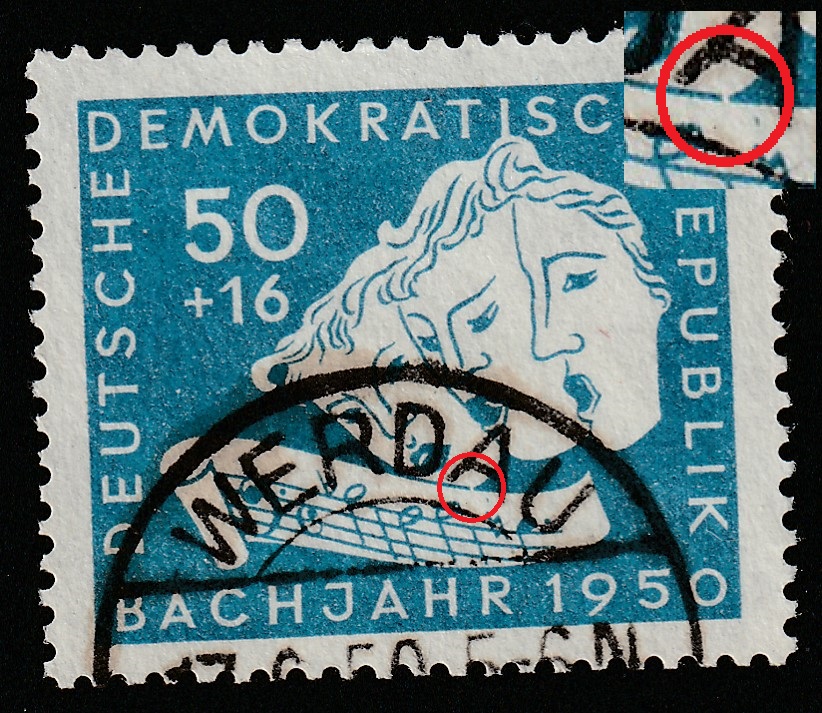 DEUTSCHE
DEMOKRATISC
EPUBLIK
50
+16
WERDAU
BACHJAHR 1950